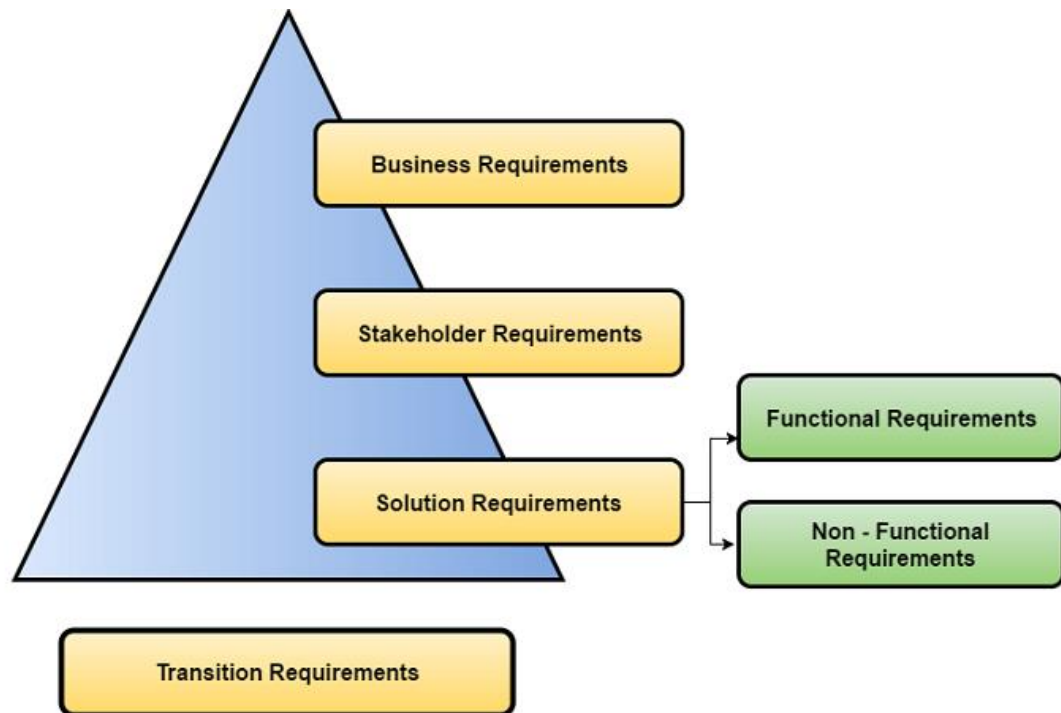 Business Requirements
Stakeholder Requirements
Functional Requirements
Solution Requirements
Non - Functional
Requirements
Transition Requirements